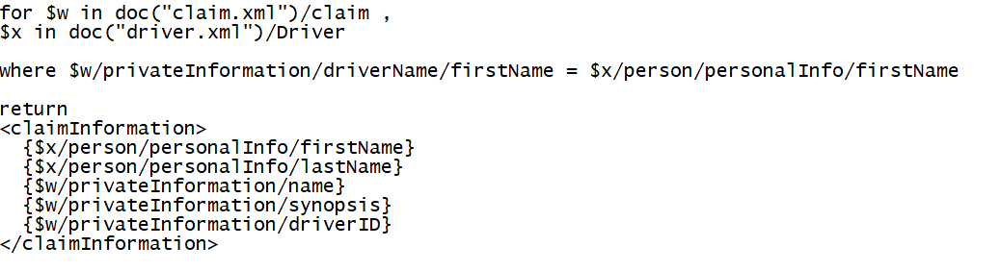 for $w in doc("claim.xml")/claim ,
$x in doc("driver.xml")/Driver
where $w/privateInformation/driverName/firstName = $x/person/personalInfo/firstName
return
<claimInformation>
{$x/person/personalInfo/firstName}
{$x/person/personalInfo/lastName}
{$w/privateInformation/name}
{$w/privateInformation/synopsis}
{$w/privateInformation/driverID}
</claimInformation>